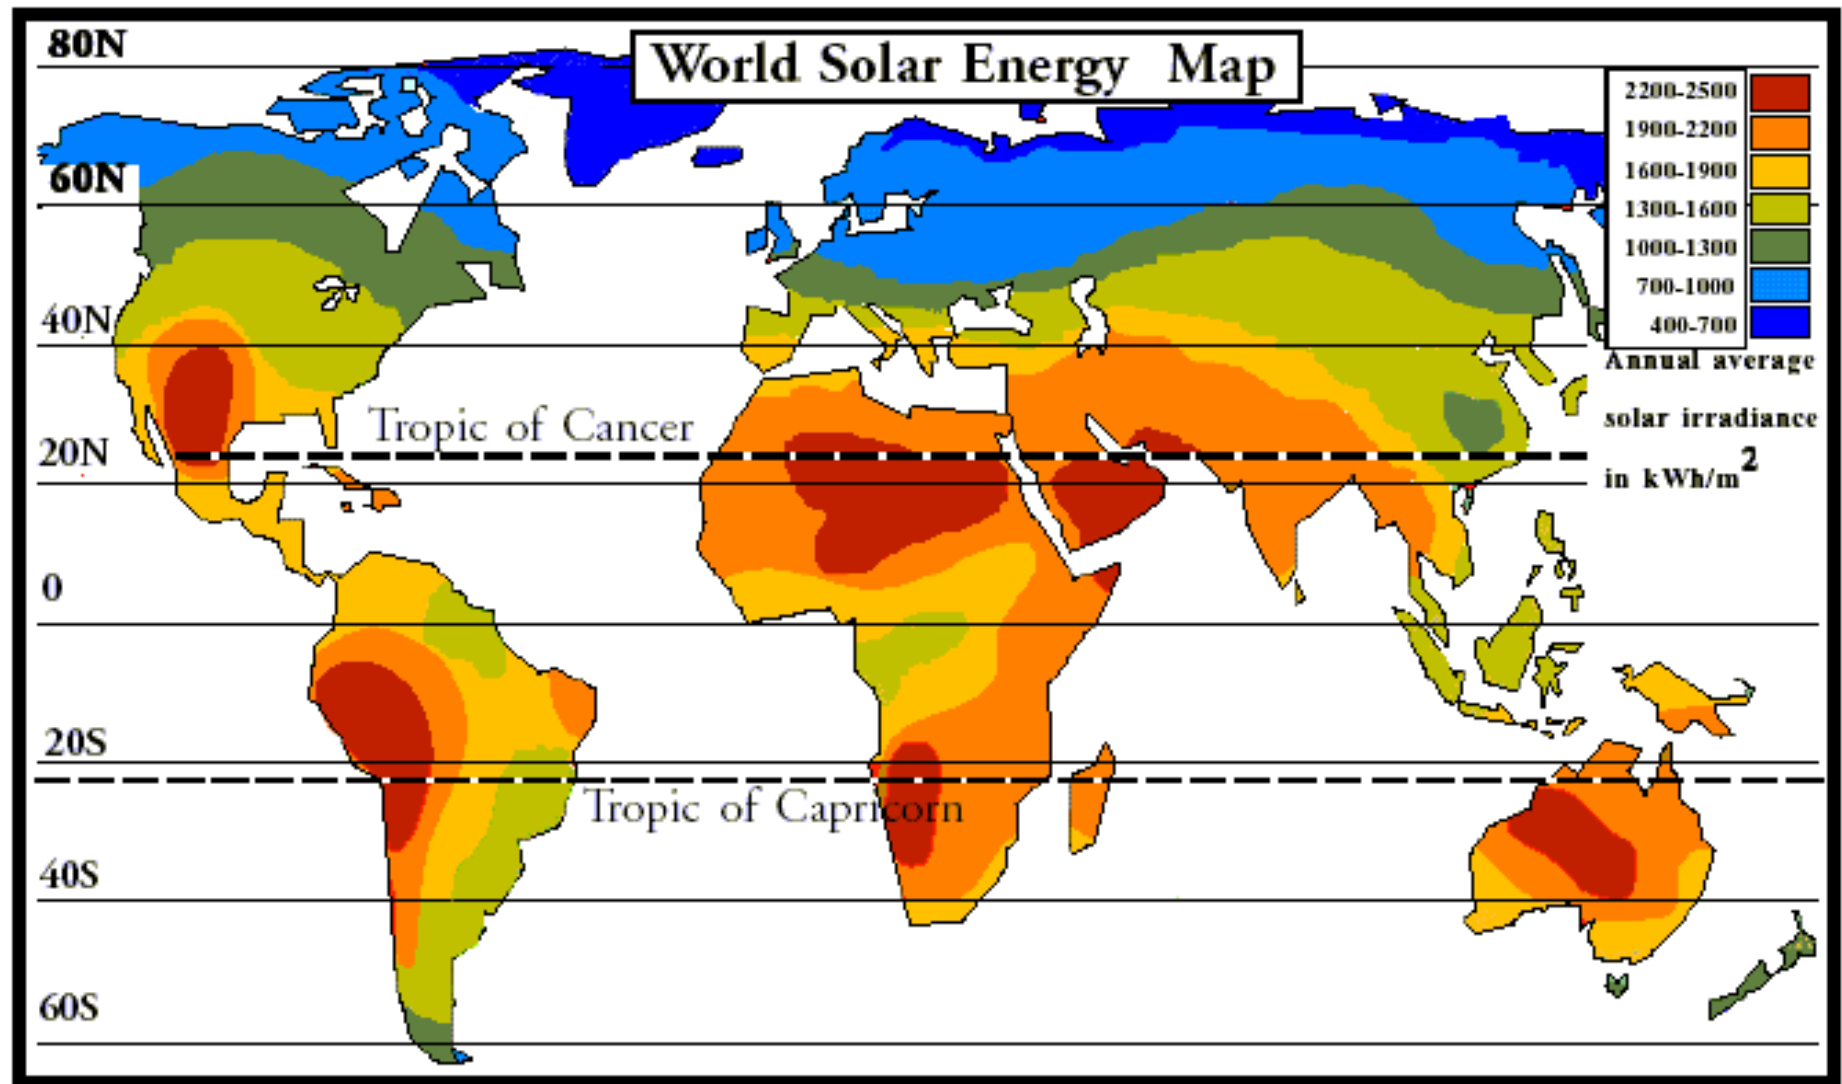 World Solar Energy Map
80N
60N
40N
20N
0
20S
40S
60S
Tropic of Cancer
Tropic of Capricorn
2200-2500
1900-2200
1600-1900
1300-1600
1000-1300
700-1000
400-700
Annual average
solar irradiance
in kWh/m²